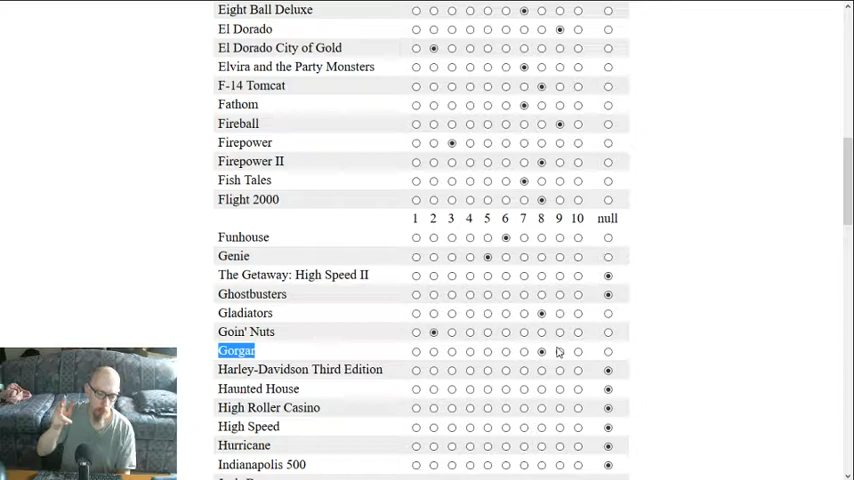 Eight Ball Deluxe
El Dorado
El Dorado City of Gold
Elvira and the Party Monsters
F-14 Tomcat
Fathom
Fireball
Firepower
Firepower II
Fish Tales
Flight 2000
1 2 3 4 5 6 7 8 9 10 null
Funhouse
Genie
The Getaway: High Speed II
Ghostbusters
Gladiators
Goin' Nuts
Gorgar
Harley-Davidson Third Edition
Haunted House
High Roller Casino
High Speed
Hurricane
Indianapolis 500